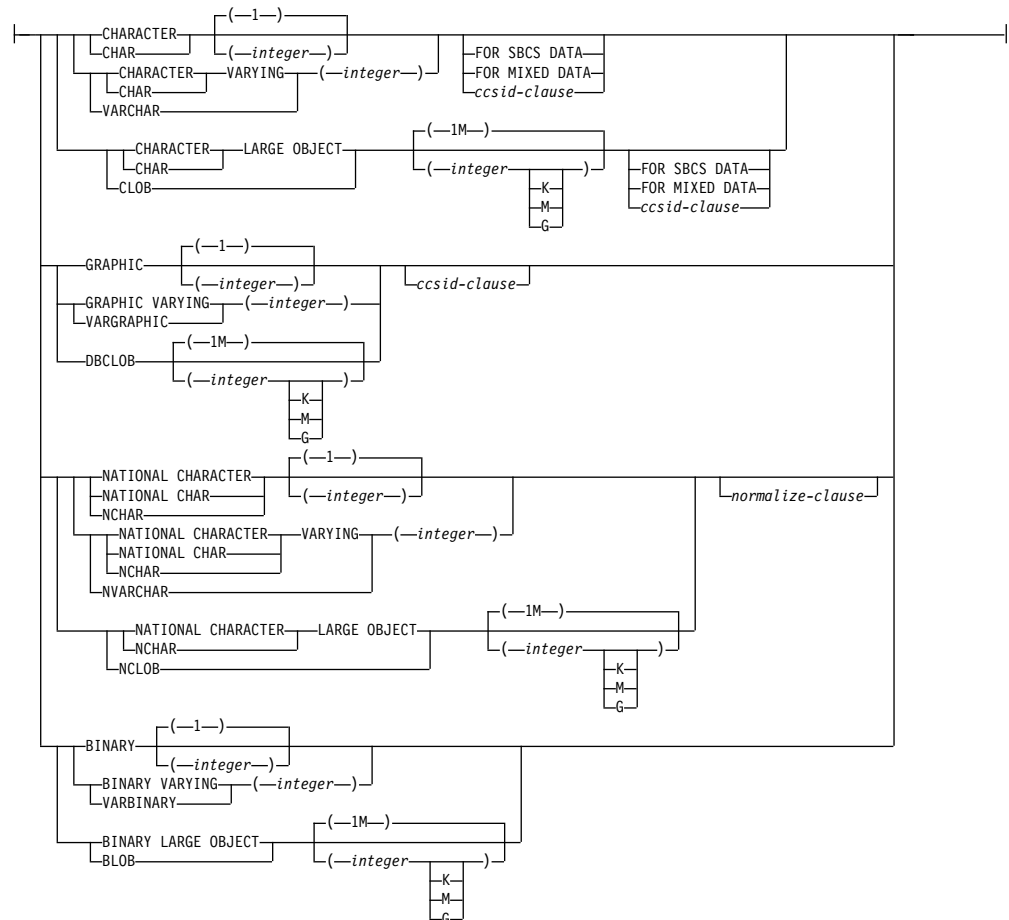 (1)
CHARACTER
CHAR (integer) FOR SBCS DATA
CHARACTER VARYING (integer) FOR MIXED DATA
CHAR ccsid-clause
VARCHAR
(1M)
CHARACTER LARGE OBJECT
CHAR (integer ) FOR SBCS DATA
CLOB K FOR MIXED DATA
M ccsid-clause
G
(1)
GRAPHIC
(integer) ccsid-clause
GRAPHIC VARYING (integer)
VARGRAPHIC
(1M)
DBCLOB
(integer )
K
M
G
(1)
NATIONAL CHARACTER
NATIONAL CHAR (integer) normalize-clause
NCHAR
NATIONAL CHARACTER VARYING (integer)
NATIONAL CHAR
NCHAR
NVARCHAR
(1M)
NATIONAL CHARACTER LARGE OBJECT
NCHAR (integer )
NCLOB K
M
G
(1)
BINARY
(integer)
BINARY VARYING (integer)
VARBINARY
(1M)
BINARY LARGE OBJECT
BLOB (integer )
K
M
G